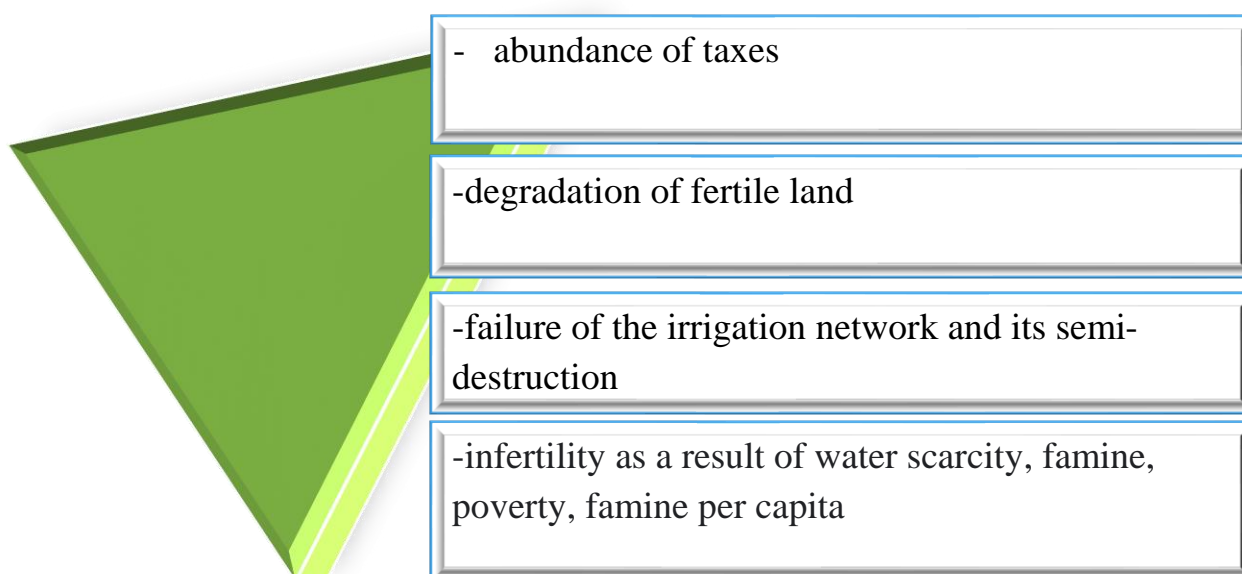 - abundance of taxes
-degradation of fertile land
-failure of the irrigation network and its semi-
destruction
-infertility as a result of water scarcity, famine,
poverty, famine per capita